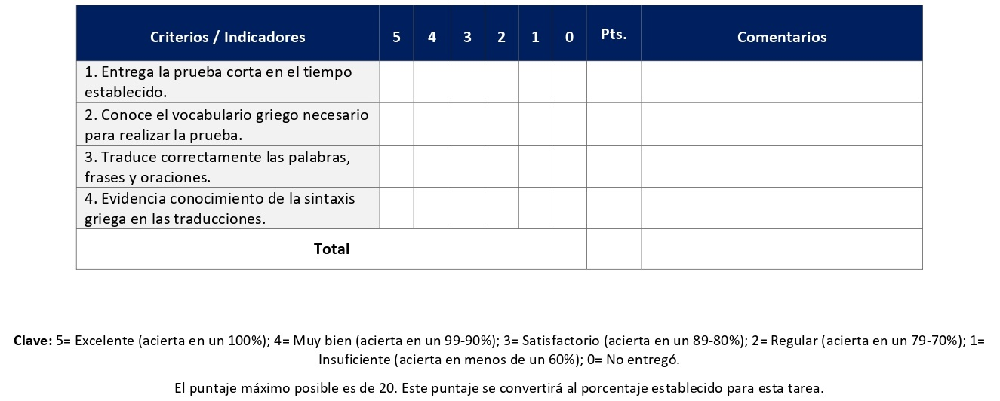 Criterios / Indicadores 5 4 3 2 1 0 Pts. Comentarios
1. Entrega la prueba corta en el tiempo
establecido.
2. Conoce el vocabulario griego necesario
para realizar la prueba.
3. Traduce correctamente las palabras,
frases y oraciones.
4. Evidencia conocimiento de la sintaxis
griega en las traducciones.
Total
Clave: 5= Excelente (acierta en un 100%); 4= Muy bien (acierta en un 99-90%); 3= Satisfactorio (acierta en un 89-80%); 2= Regular (acierta en un 79-70%); 1=
Insuficiente (acierta en menos de un 60%); 0= No entregó.
El puntaje máximo posible es de 20. Este puntaje se convertirá al porcentaje establecido para esta tarea.